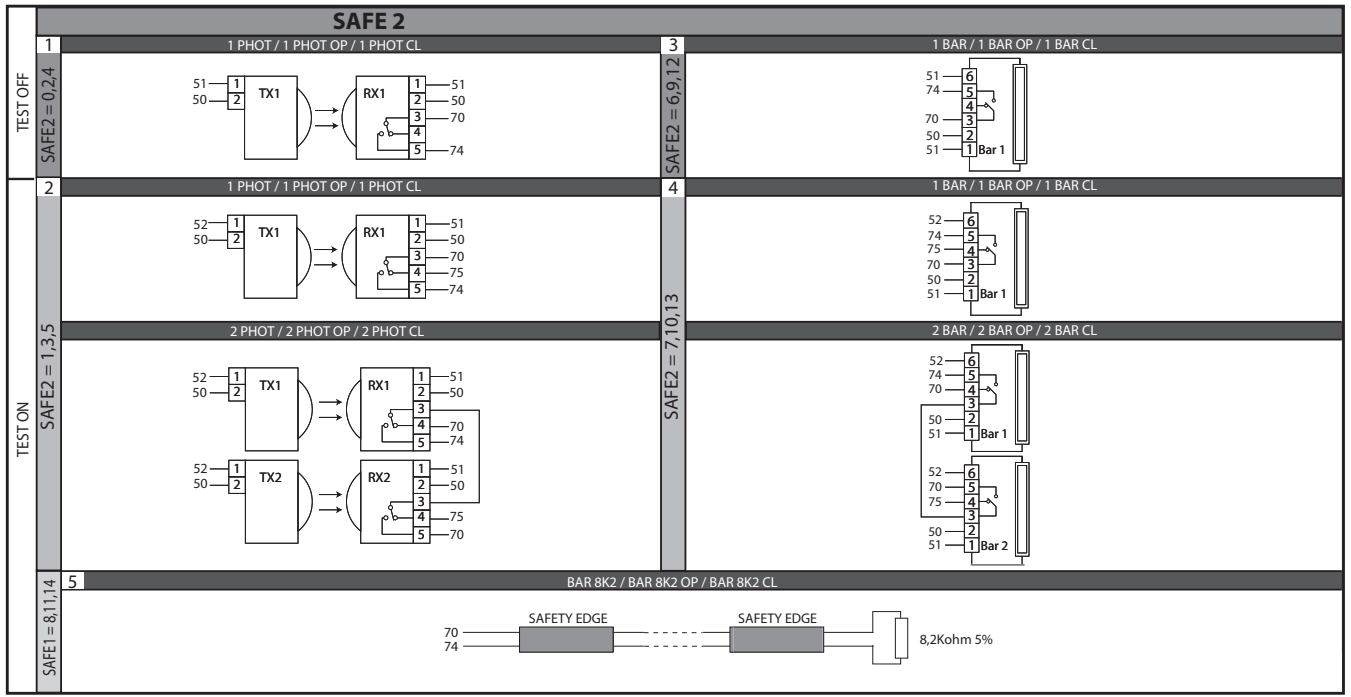 SAFE 2
TEST OFF
1
1 PHOT / 1 PHOT OP / 1 PHOT CL
SAFE2 = 0,2,4
51 1 TX1 RX1 1 51
50 2 2 50
3 70
4
5 74
3
1 BAR / 1 BAR OP / 1 BAR CL
SAFE2 = 6,9,12
51 6
74 5
4
70 3
50 2
51 1 Bar 1
TEST ON
2
1 PHOT / 1 PHOT OP / 1 PHOT CL
SAFE2 = 1,3,5
52 1 TX1 RX1 1 51
50 2 2 50
3 70
4 75
5 74
2 PHOT / 2 PHOT OP / 2 PHOT CL
52 1 TX1 RX1 1 51
50 2 2 50
3
4 70
5 74
52 1 TX2 RX2 1 51
50 2 2 50
3
4 75
5 70
4
1 BAR / 1 BAR OP / 1 BAR CL
SAFE2 = 7,10,13
52 6
74 5
75 4
70 3
50 2
51 1 Bar 1
2 BAR / 2 BAR OP / 2 BAR CL
52 6
74 5
70 4
3
50 2
51 1 Bar 1
52 6
70 5
75 4
3
50 2
51 1 Bar 2
SAFE1 = 8,11,14
5
BAR 8K2 / BAR 8K2 OP / BAR 8K2 CL
SAFETY EDGE SAFETY EDGE
70
74
8,2Kohm 5%